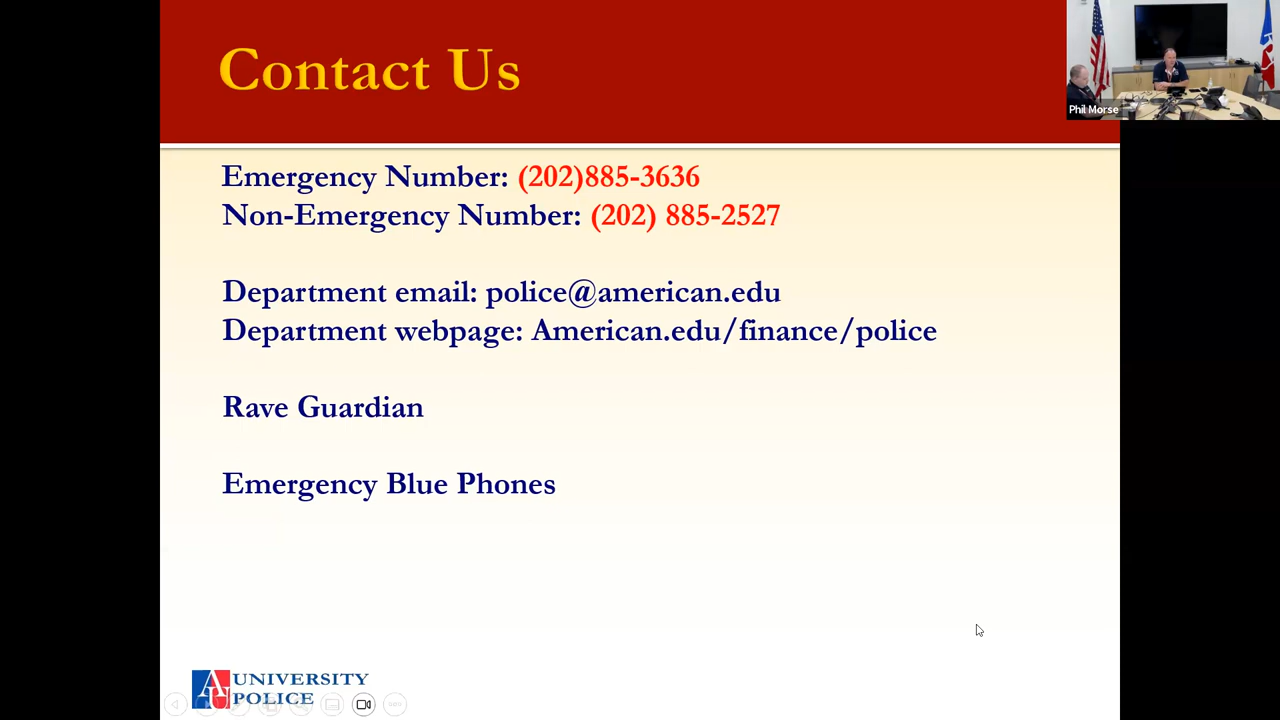 Contact Us
Phil Morse
Emergency Number: (202)885-3636
Non-Emergency Number: (202) 885-2527
Department email: police@american.edu
Department webpage: American.edu/finance/police
Rave Guardian
Emergency Blue Phones
AU UNIVERSITY
POLICE